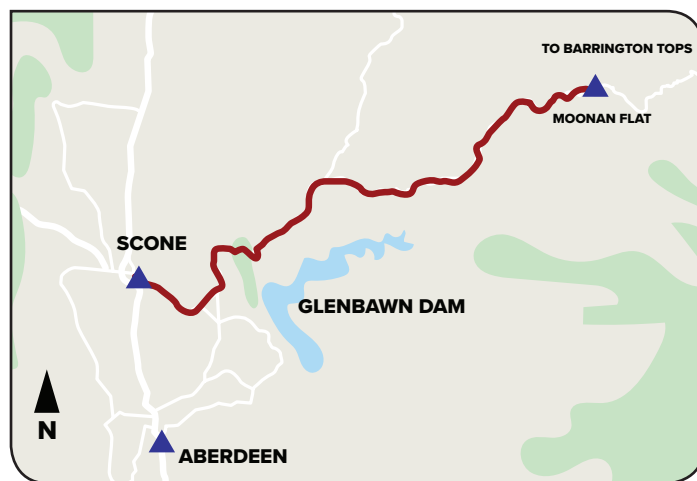 TO BARRINGTON TOPS
MOONAN FLAT
SCONE
GLENBAWN DAM
N
ABERDEEN